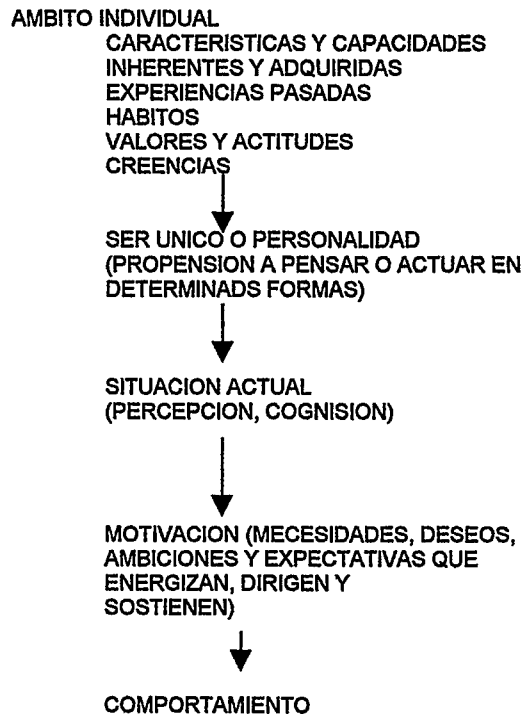 AMBITO INDIVIDUAL
CARACTERISTICAS Y CAPACIDADES
INHERENTES Y ADQUIRIDAS
EXPERIENCIAS PASADAS
HABITOS
VALORES Y ACTITUDES
CREENCIAS
SER UNICO O PERSONALIDAD
(PROPENSION A PENSAR O ACTUAR EN
DETERMINADS FORMAS)
SITUACION ACTUAL
(PERCEPCION, COGNISION)
MOTIVACION (MECESIDADES, DESEOS,
AMBICIONES Y EXPECTATIVAS QUE
ENERGIZAN, DIRIGEN Y
SOSTIENEN)
COMPORTAMIENTO